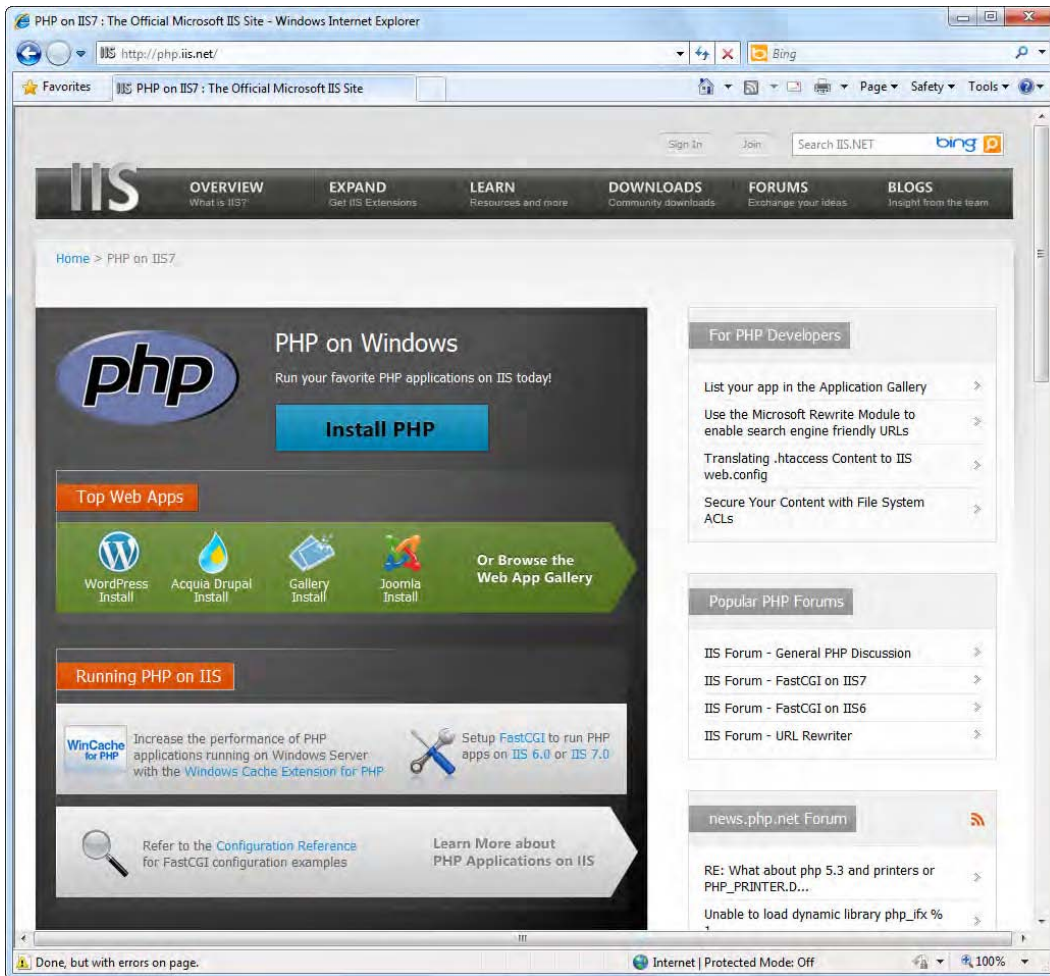 PHP on IIS7 : The Official Microsoft IIS Site - Windows Internet Explorer
http://php.iis.net/
Bing
Favorites
PHP on IIS7 : The Official Microsoft IIS Site
Page Safety Tools
Sign In Join Search IIS.NET bing
IIS
OVERVIEW EXPAND LEARN DOWNLOADS FORUMS BLOGS
What is IIS? Get IIS Extensions Resources and more Community downloads Exchange your ideas Insight from the team
Home > PHP on IIS7
php
PHP on Windows
Run your favorite PHP applications on IIS today!
Install PHP
Top Web Apps
WordPress
Install
Acquia Drupal
Install
Gallery
Install
Joomla
Install
Or Browse the
Web App Gallery
Running PHP on IIS
WinCache
for PHP
Increase the performance of PHP
applications running on Windows Server
with the Windows Cache Extension for PHP
Setup FastCGI to run PHP
apps on IIS 6.0 or IIS 7.0
Refer to the Configuration Reference
for FastCGI configuration examples
Learn More about
PHP Applications on IIS
For PHP Developers
List your app in the Application Gallery
Use the Microsoft Rewrite Module to
enable search engine friendly URLs
Translating .htaccess Content to IIS
web.config
Secure Your Content with File System
ACLs
Popular PHP Forums
IIS Forum - General PHP Discussion
IIS Forum - FastCGI on IIS7
IIS Forum - FastCGI on IIS6
IIS Forum - URL Rewriter
news.php.net Forum
RE: What about php 5.3 and printers or
PHP_PRINTER.D...
Unable to load dynamic library php_ifx %
Done, but with errors on page.
Internet | Protected Mode: Off
100%